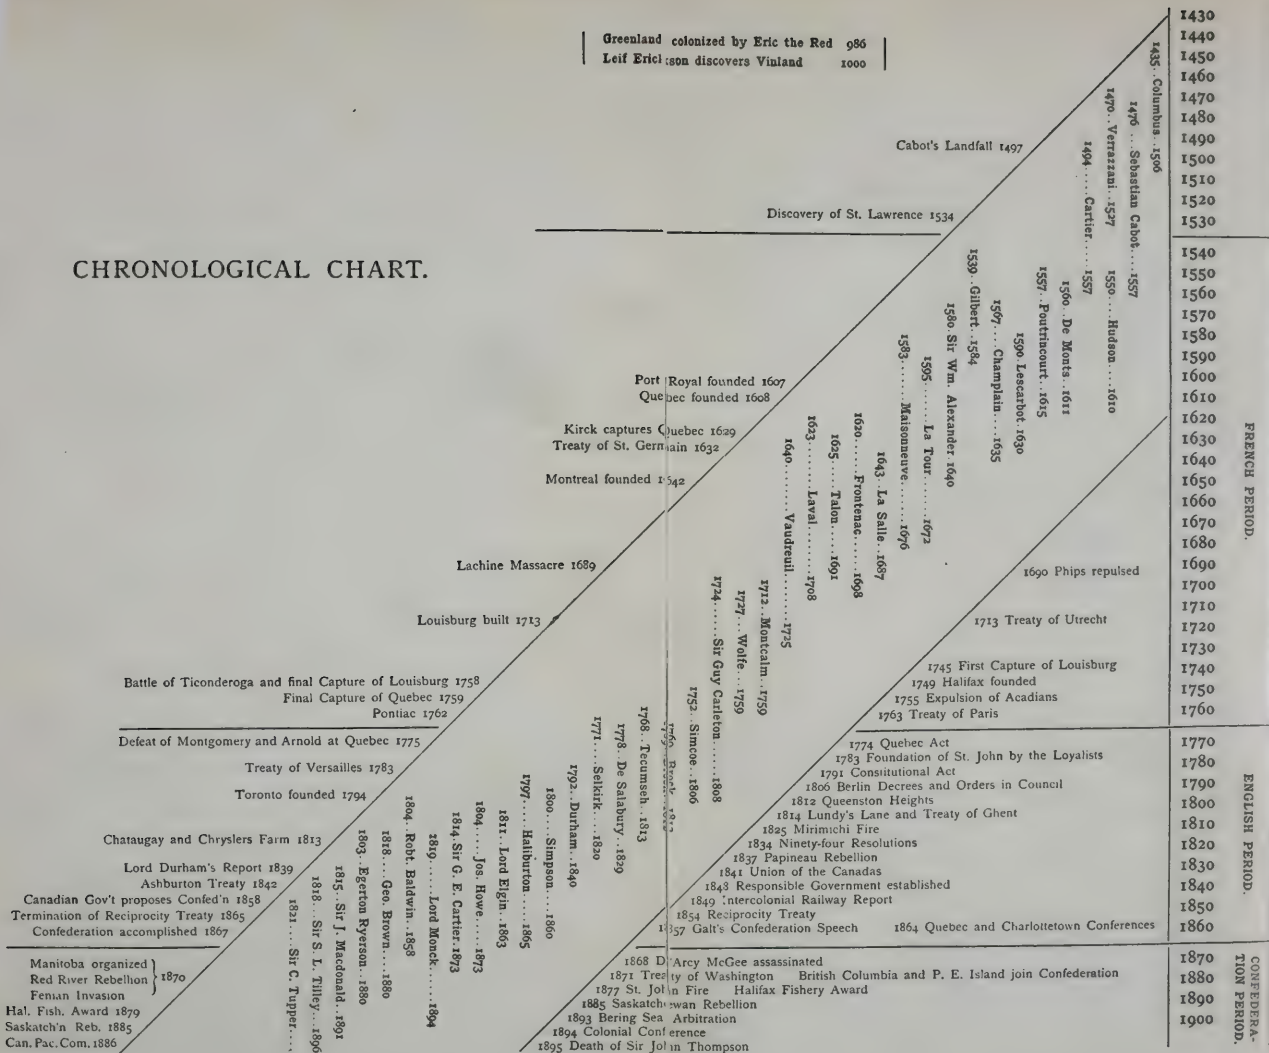 Greenland colonized by Eric the Red 986
Leif Ericsson discovers Vinland 1000
CHRONOLOGICAL CHART.
Cabot's Landfall 1497
Discovery of St. Lawrence 1534
Port Royal founded 1607
Quebec founded 1608
Kirck captures Quebec 1629
Treaty of St. Germain 1632
Montreal founded 1642
Lachine Massacre 1689
Louisburg built 1713
Battle of Ticonderoga and final Capture of Louisburg 1758
Final Capture of Quebec 1759
Pontiac 1762
Defeat of Montgomery and Arnold at Quebec 1775
Treaty of Versailles 1783
Toronto founded 1794
Chataugay and Chryslers Farm 1813
Lord Durham's Report 1839
Ashburton Treaty 1842
Canadian Gov't proposes Confed'n 1858
Termination of Reciprocity Treaty 1865
Confederation accomplished 1867
Manitoba organized
Red River Rebellion } 1870
Fenian Invasion
Hal. Fish. Award 1879
Saskatch'n Reb. 1885
Can. Pac. Com. 1886
1821....Sir C. Tupper....
1818...Sir S. L. Tilley...1896
1815..Sir J. Macdonald..1891
1803..Egerton Ryerson..1880
1818....Geo. Brown....1880
1804..Robt. Baldwin..1858
1819......Lord Monck......1894
1814.Sir G. E. Cartier.1873
1804....Jos. Howe.....1873
1811..Lord Elgin..1863
1797.....Haliburton.....1865
1800....Simpson....1860
1792..Durham..1840
1771....Selkirk....1820
1778..De Salabury..1829
1768..Tecumseh..1813
1752..Simcoe..1806
1724.....Sir Guy Carleton.......1808
1727...Wolfe...1759
1712..Montcalm..1759
1640.........Vaudreuil.........1725
1623........Laval........1708
1625.....Talon.....1691
1620......Frontenac......1698
1643..La Salle..1687
1583......Maisonneuve......1676
1595......La Tour......1672
1580.Sir Wm. Alexander.1640
1539..Gilbert..1584
1567....Champlain....1635
1590.Lescarbot.1630
1557..Poutrincourt..1615
1560..De Monts..1611
1494.....Cartier.....1557
1470..Verrazzani..1527
1550....Hudson....1610
1476...Sebastian Cabot....1557
1435..Columbus..1506
1690 Phips repulsed
1713 Treaty of Utrecht
1745 First Capture of Louisburg
1749 Halifax founded
1755 Expulsion of Acadians
1763 Treaty of Paris
1774 Quebec Act
1783 Foundation of St. John by the Loyalists
1791 Constitutional Act
1806 Berlin Decrees and Orders in Council
1812 Queenston Heights
1814 Lundy's Lane and Treaty of Ghent
1825 Mirimichi Fire
1834 Ninety-four Resolutions
1837 Papineau Rebellion
1841 Union of the Canadas
1848 Responsible Government established
1849 Intercolonial Railway Report
1854 Reciprocity Treaty
1857 Galt's Confederation Speech 1864 Quebec and Charlottetown Conferences
1868 D'Arcy McGee assassinated
1871 Treaty of Washington British Columbia and P. E. Island join Confederation
1877 St. John Fire Halifax Fishery Award
1885 Saskatchewan Rebellion
1893 Bering Sea Arbitration
1894 Colonial Conference
1895 Death of Sir John Thompson
1430
1440
1450
1460
1470
1480
1490
1500
1510
1520
1530
1540
1550
1560
1570
1580
1590
1600
1610
1620
1630
1640
1650
1660
1670
1680
1690
1700
1710
1720
1730
1740
1750
1760
1770
1780
1790
1800
1810
1820
1830
1840
1850
1860
1870
1880
1890
1900
FRENCH PERIOD.
ENGLISH PERIOD.
CONFEDERA-
TION PERIOD.